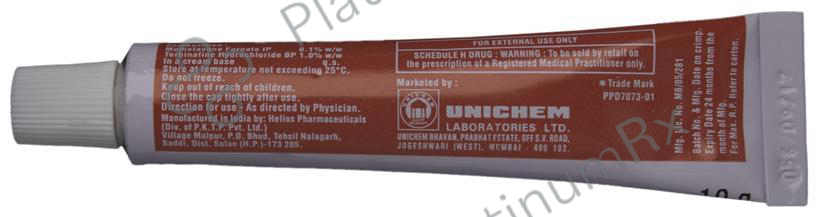 Mometasone Furoate IP 0.1% w/w
Terbinafine Hydrochloride BP 1.0% w/w
In a cream base q.s.
Store at temperature not exceeding 25°C.
Do not freeze.
Keep out of reach of children.
Close the cap tightly after use.
Direction for use - As directed by Physician.
Manufactured in India by: Helios Pharmaceuticals
(Div. of P.K.T.P. Pvt. Ltd.)
Village Malpur, P.O. Bhud, Tehsil Nalagarh,
Baddi, Dist. Solan (H.P.)-173 205.
FOR EXTERNAL USE ONLY
SCHEDULE H DRUG : WARNING : To be sold by retail on
the prescription of a Registered Medical Practitioner only.
Marketed by :
* Trade Mark
PPD7073-01
UNICHEM
UNICHEM
LABORATORIES LTD.
UNICHEM BHAVAN, PRABHAT ESTATE, OFF S.V. ROAD,
JOGESHWARI (WEST), MUMBAI - 400 102.
Mfg. Lic. No. MB/05/281
Batch No. & Mfg. Date on crimp.
Expiry Date 24 months from the
month of Mfg.
For Max. R.P. Refer to carton.
10 g
PlatinumRx